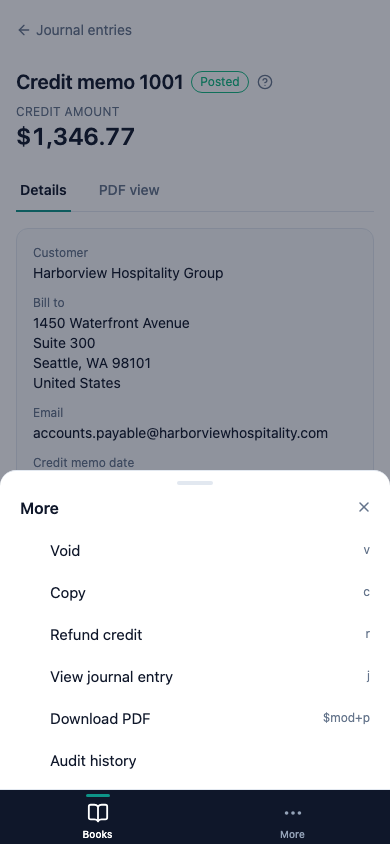 Journal entries
Credit memo 1001 Posted
CREDIT AMOUNT
$1,346.77
Details PDF view
Customer
Harborview Hospitality Group
Bill to
1450 Waterfront Avenue
Suite 300
Seattle, WA 98101
United States
Email
accounts.payable@harborviewhospitality.com
Credit memo date
More
Void v
Copy c
Refund credit r
View journal entry j
Download PDF $mod+p
Audit history
Books More